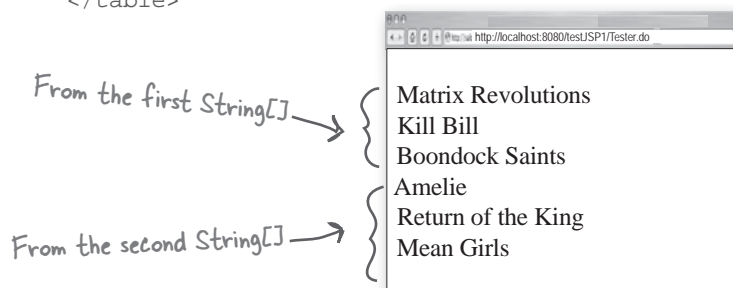 </table>
http://localhost:8080/testJSP1/Tester.do
From the first String[]
Matrix Revolutions
Kill Bill
Boondock Saints
From the second String[]
Amelie
Return of the King
Mean Girls